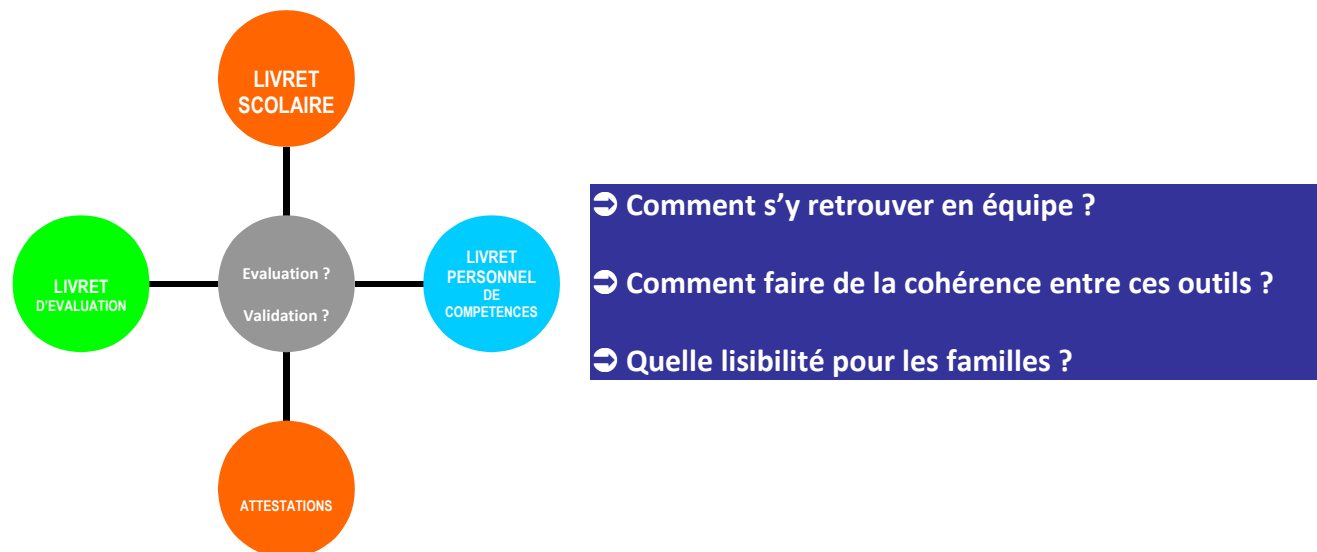 LIVRET
SCOLAIRE
LIVRET
D'EVALUATION
Evaluation ?
Validation ?
LIVRET
PERSONNEL
DE
COMPETENCES
ATTESTATIONS
➲ Comment s’y retrouver en équipe ?
➲ Comment faire de la cohérence entre ces outils ?
➲ Quelle lisibilité pour les familles ?